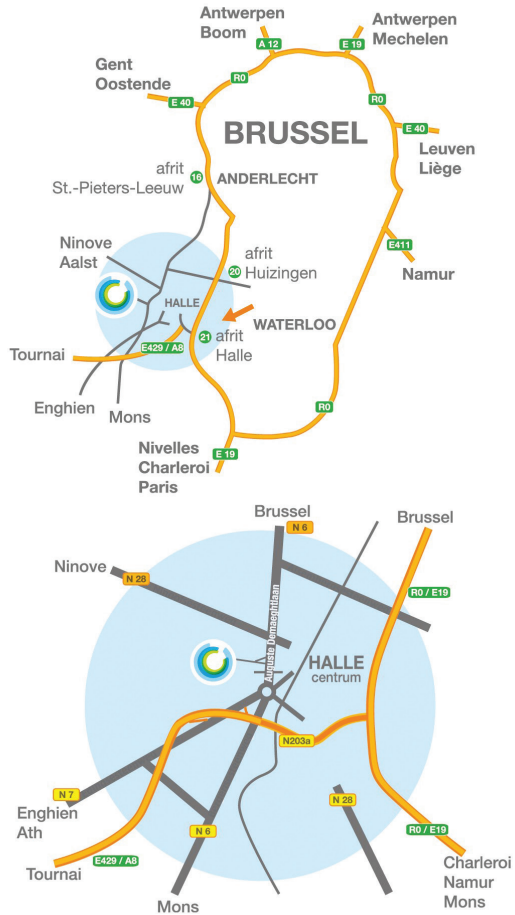 Antwerpen
Boom
A 12
Antwerpen
Mechelen
E 19
Gent
Oostende
E 40
R0
R0
BRUSSEL
E 40
Leuven
Liège
afrit
St.-Pieters-Leeuw
16
ANDERLECHT
Ninove
Aalst
afrit
Huizingen
20
E411
Namur
HALLE
WATERLOO
21
afrit
Halle
Tournai
E429 / A8
Enghien
Mons
R0
Nivelles
Charleroi
Paris
E 19
Brussel
N 6
Brussel
Ninove
N 28
R0 / E19
Auguste Demaeghtlaan
HALLE
centrum
N203a
N 7
Enghien
Ath
N 28
N 6
R0 / E19
E429 / A8
Tournai
Mons
Charleroi
Namur
Mons